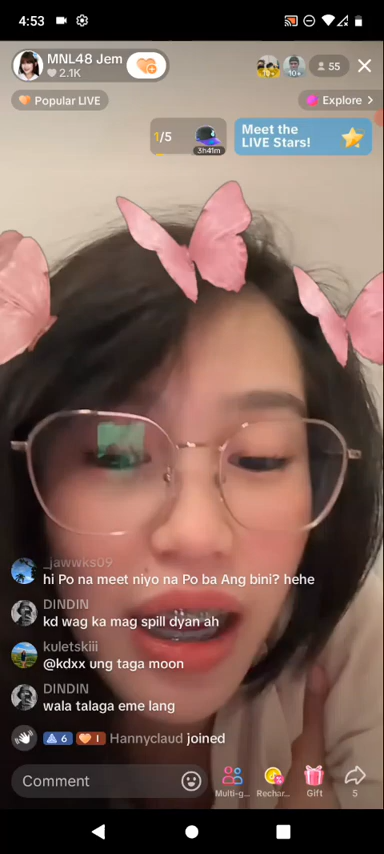 4:53
MNL48 Jem
2.1K
10+
10+
55
Popular LIVE
Explore >
1/5
3h41m
Meet the
LIVE Stars!
_jawwks09
hi Po na meet niyo na Po ba Ang bini? hehe
DINDIN
kd wag ka mag spill dyan ah
kuletskiii
@kdxx ung taga moon
DINDIN
wala talaga eme lang
6 1 Hannyclaud joined
Comment
Multi-g...
Rechar...
Gift
5